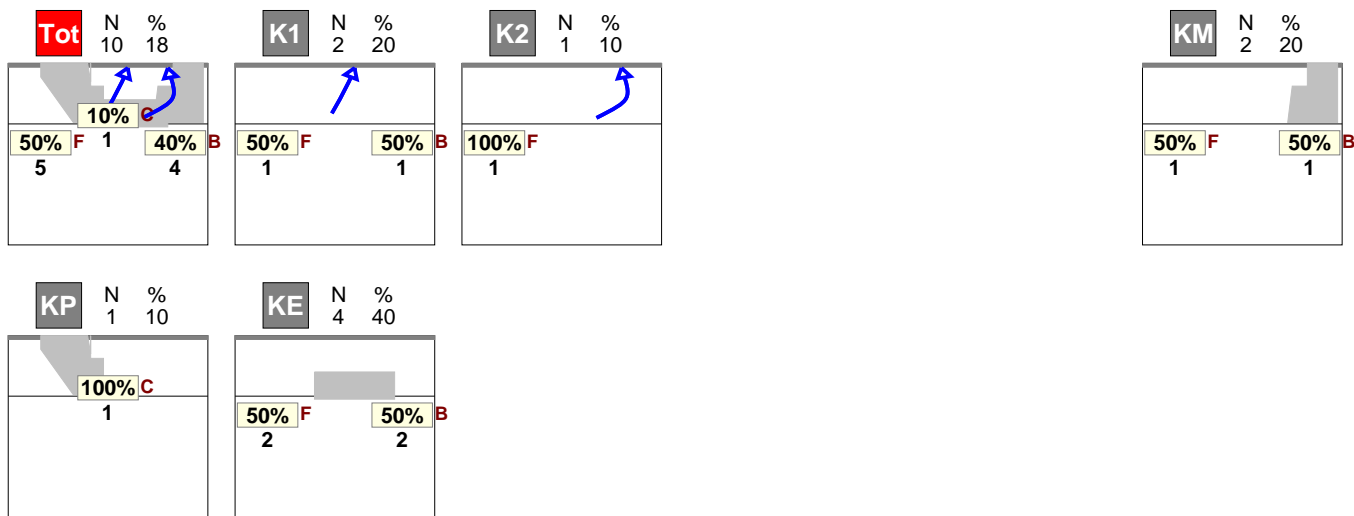 Tot N %
10 18
10% C
1
50% F 40% B
5 4
K1 N %
2 20
50% F 50% B
1 1
K2 N %
1 10
100% F
1
KM N %
2 20
50% F 50% B
1 1
KP N %
1 10
100% C
1
KE N %
4 40
50% F 50% B
2 2